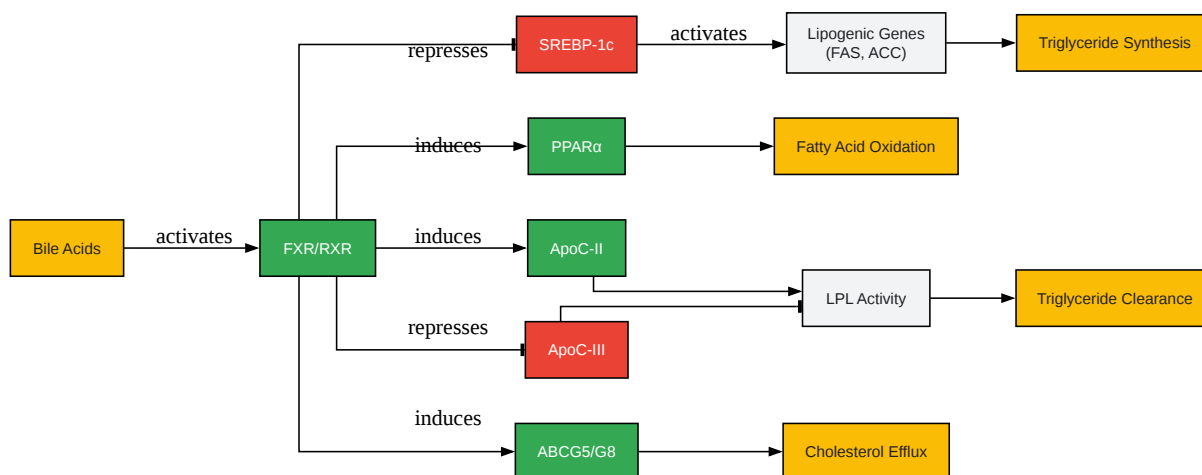 represses
SREBP-1c
activates
Lipogenic Genes
(FAS, ACC)
Triglyceride Synthesis
induces
PPARα
Fatty Acid Oxidation
Bile Acids
activates
FXR/RXR
induces
ApoC-II
LPL Activity
Triglyceride Clearance
represses
ApoC-III
induces
ABCG5/G8
Cholesterol Efflux